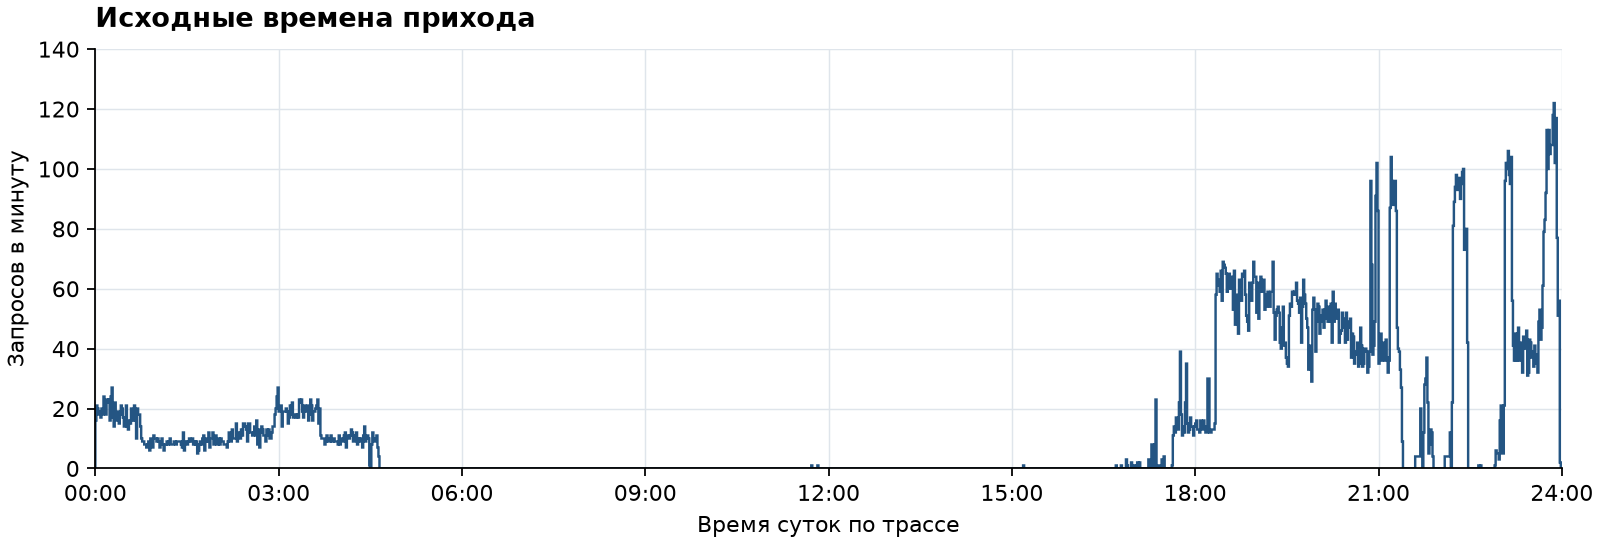 Исходные времена прихода
140
120
100
80
60
40
20
0
Запросов в минуту
00:00 03:00 06:00 09:00 12:00 15:00 18:00 21:00 24:00
Время суток по трассе